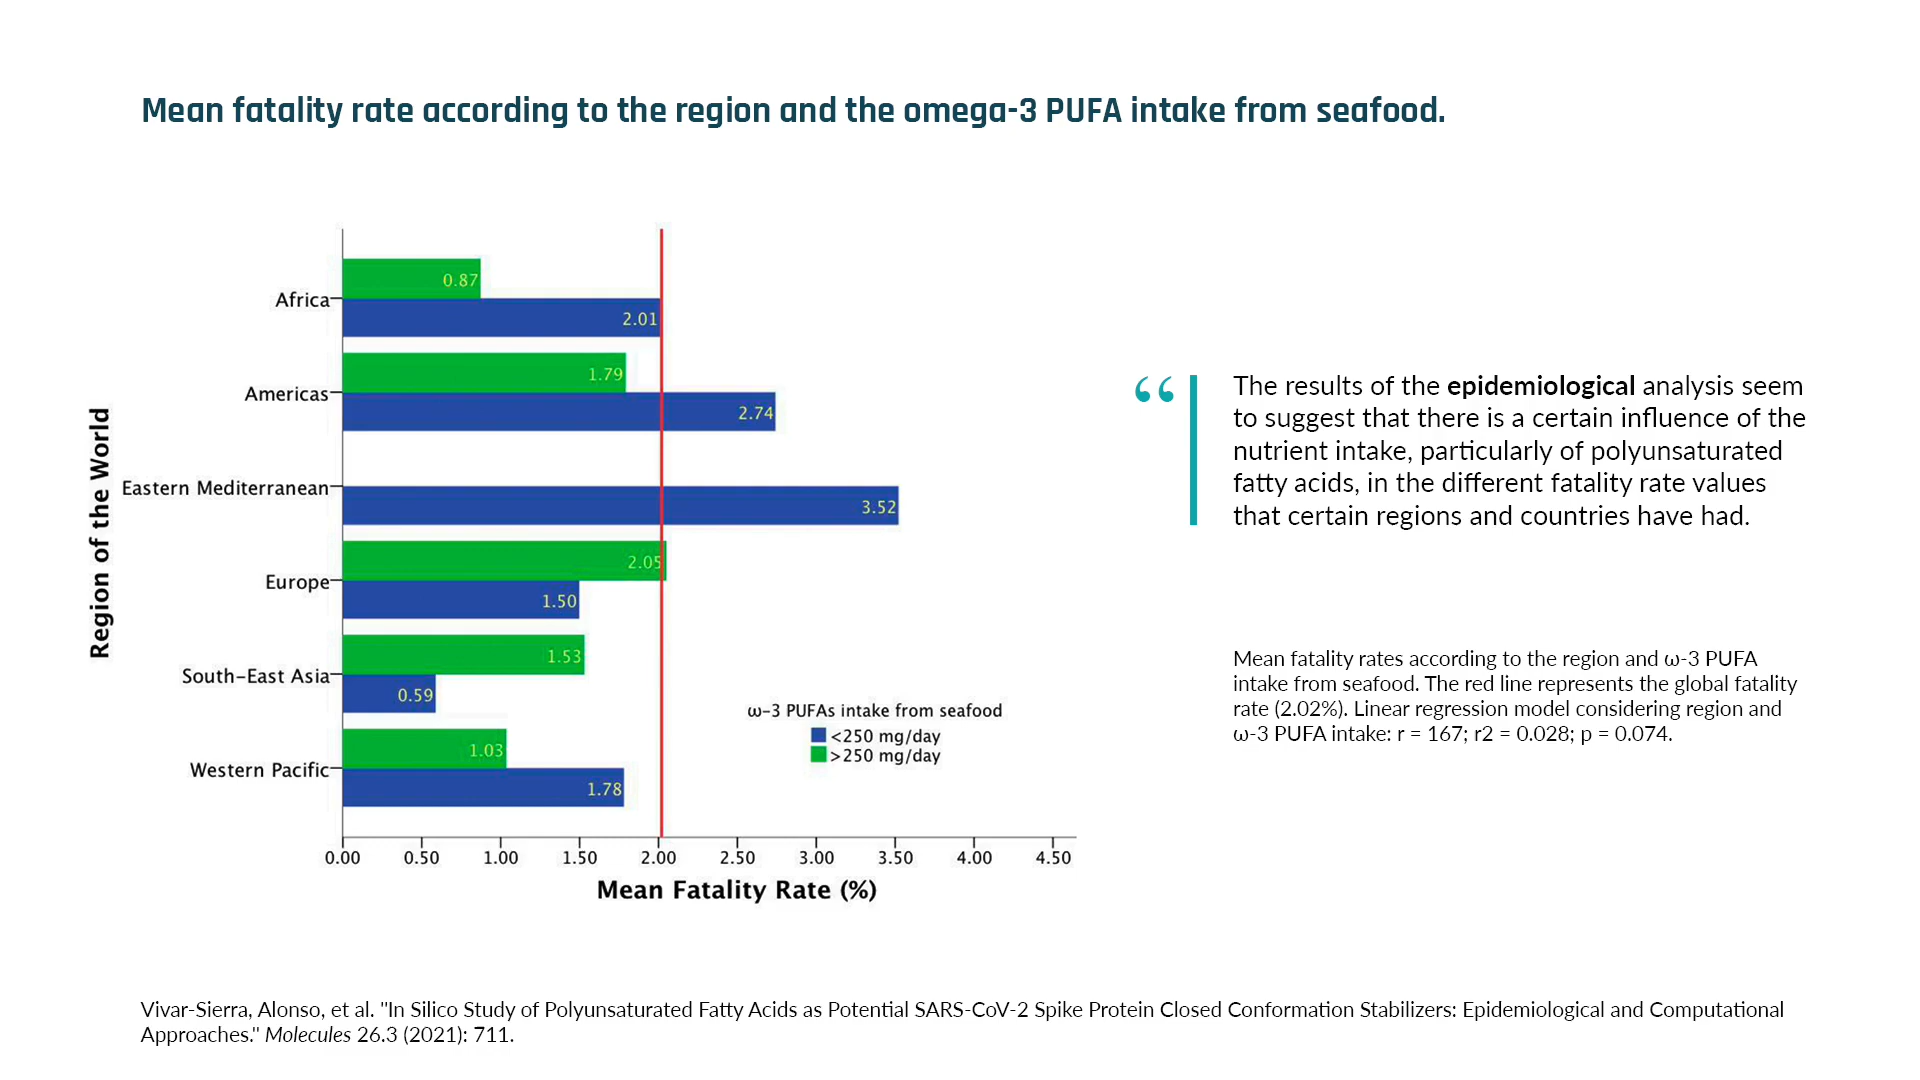 Mean fatality rate according to the region and the omega-3 PUFA intake from seafood.
Region of the World
Africa
0.87
2.01
Americas
1.79
2.74
Eastern Mediterranean
3.52
Europe
2.05
1.50
South-East Asia
1.53
0.59
Western Pacific
1.03
1.78
ω-3 PUFAs intake from seafood
<250 mg/day
>250 mg/day
0.00 0.50 1.00 1.50 2.00 2.50 3.00 3.50 4.00 4.50
Mean Fatality Rate (%)
“
The results of the epidemiological analysis seem
to suggest that there is a certain influence of the
nutrient intake, particularly of polyunsaturated
fatty acids, in the different fatality rate values
that certain regions and countries have had.
Mean fatality rates according to the region and ω-3 PUFA
intake from seafood. The red line represents the global fatality
rate (2.02%). Linear regression model considering region and
ω-3 PUFA intake: r = 167; r2 = 0.028; p = 0.074.
Vivar-Sierra, Alonso, et al. "In Silico Study of Polyunsaturated Fatty Acids as Potential SARS-CoV-2 Spike Protein Closed Conformation Stabilizers: Epidemiological and Computational
Approaches." Molecules 26.3 (2021): 711.